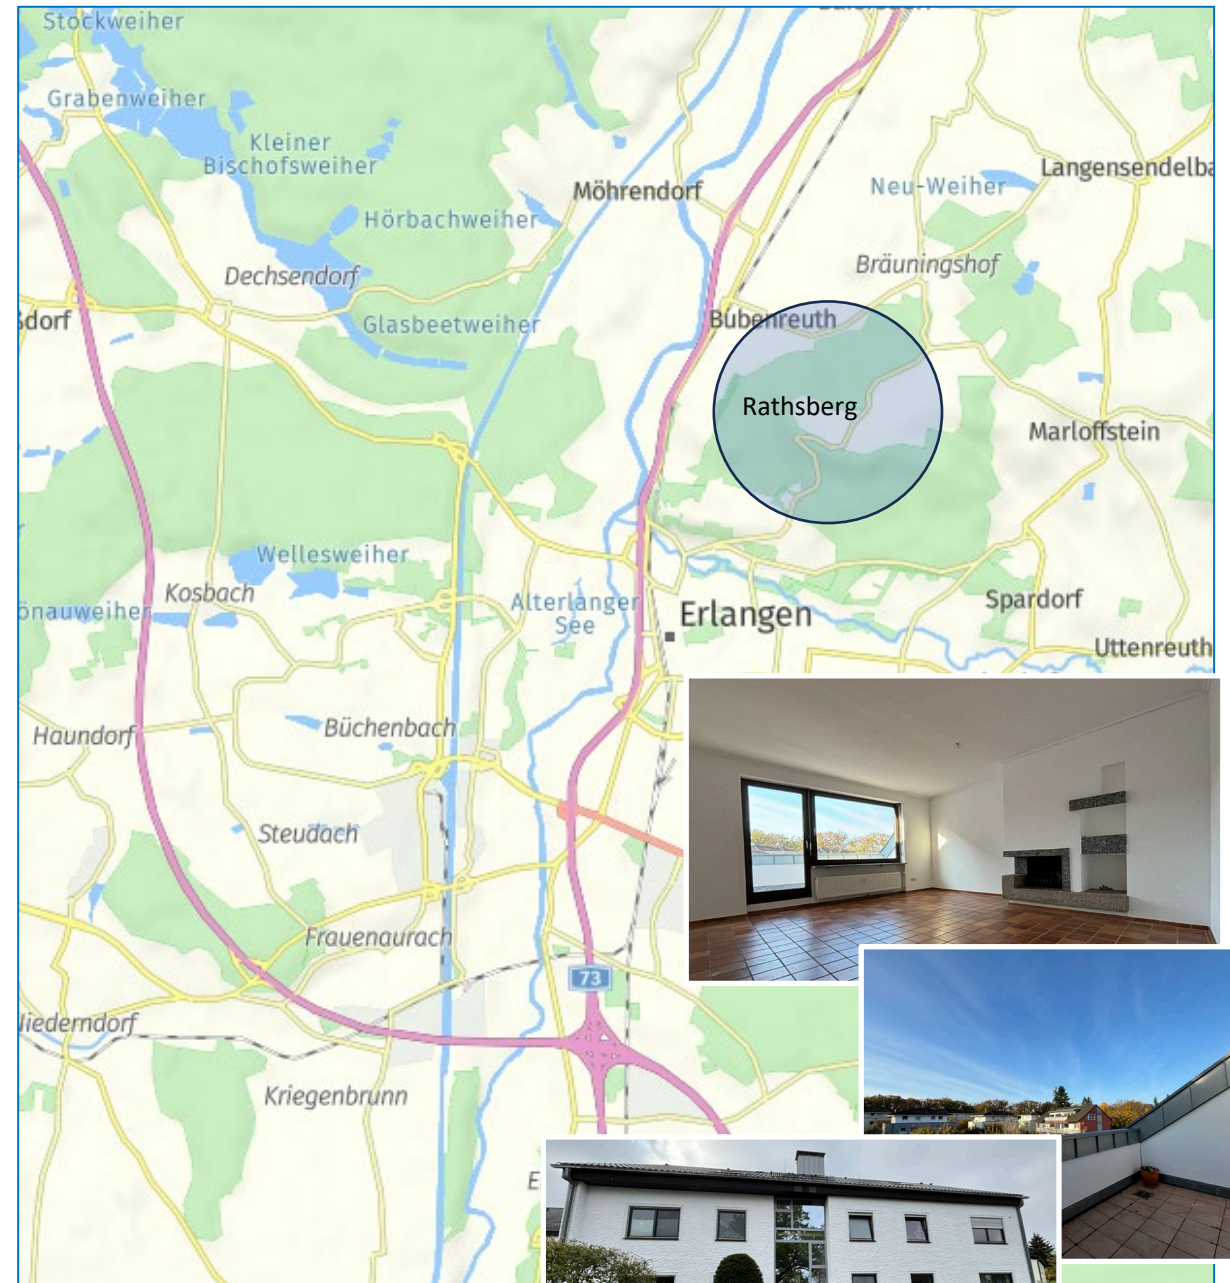 Stockweiher
Grabenweiher
Kleiner
Bischofsweiher
Langensendelba
Möhrendorf
Neu-Weiher
Hörbachweiher
Bräuningshof
Dechsendorf
dorf
Glasbeetweiher
Bubenreuth
Rathsberg
Marloffstein
Wellesweiher
Kosbach
önauweiher
Alterlanger
See
Erlangen
Spardorf
Uttenreuth
Büchenbach
Haundorf
Steudach
Frauenaurach
73
iederndorf
Kriegenbrunn
E